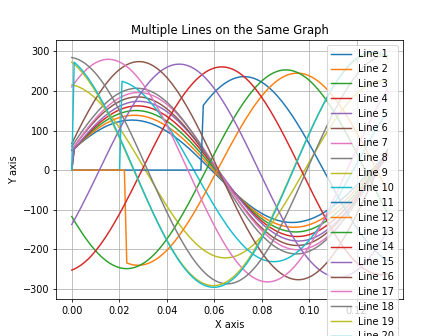 Multiple Lines on the Same Graph
Y axis
300
200
100
0
−100
−200
−300
0.00
0.02
0.04
0.06
0.08
0.10
X axis
Line 1
Line 2
Line 3
Line 4
Line 5
Line 6
Line 7
Line 8
Line 9
Line 10
Line 11
Line 12
Line 13
Line 14
Line 15
Line 16
Line 17
Line 18
Line 19
Line 20